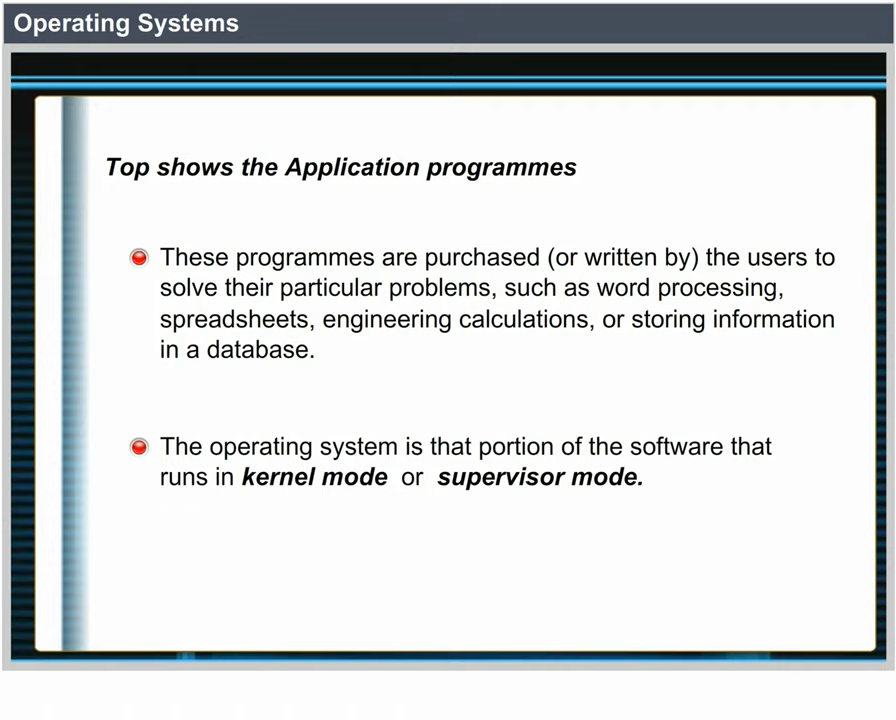 Operating Systems
Top shows the Application programmes
These programmes are purchased (or written by) the users to
solve their particular problems, such as word processing,
spreadsheets, engineering calculations, or storing information
in a database.
The operating system is that portion of the software that
runs in kernel mode or supervisor mode.